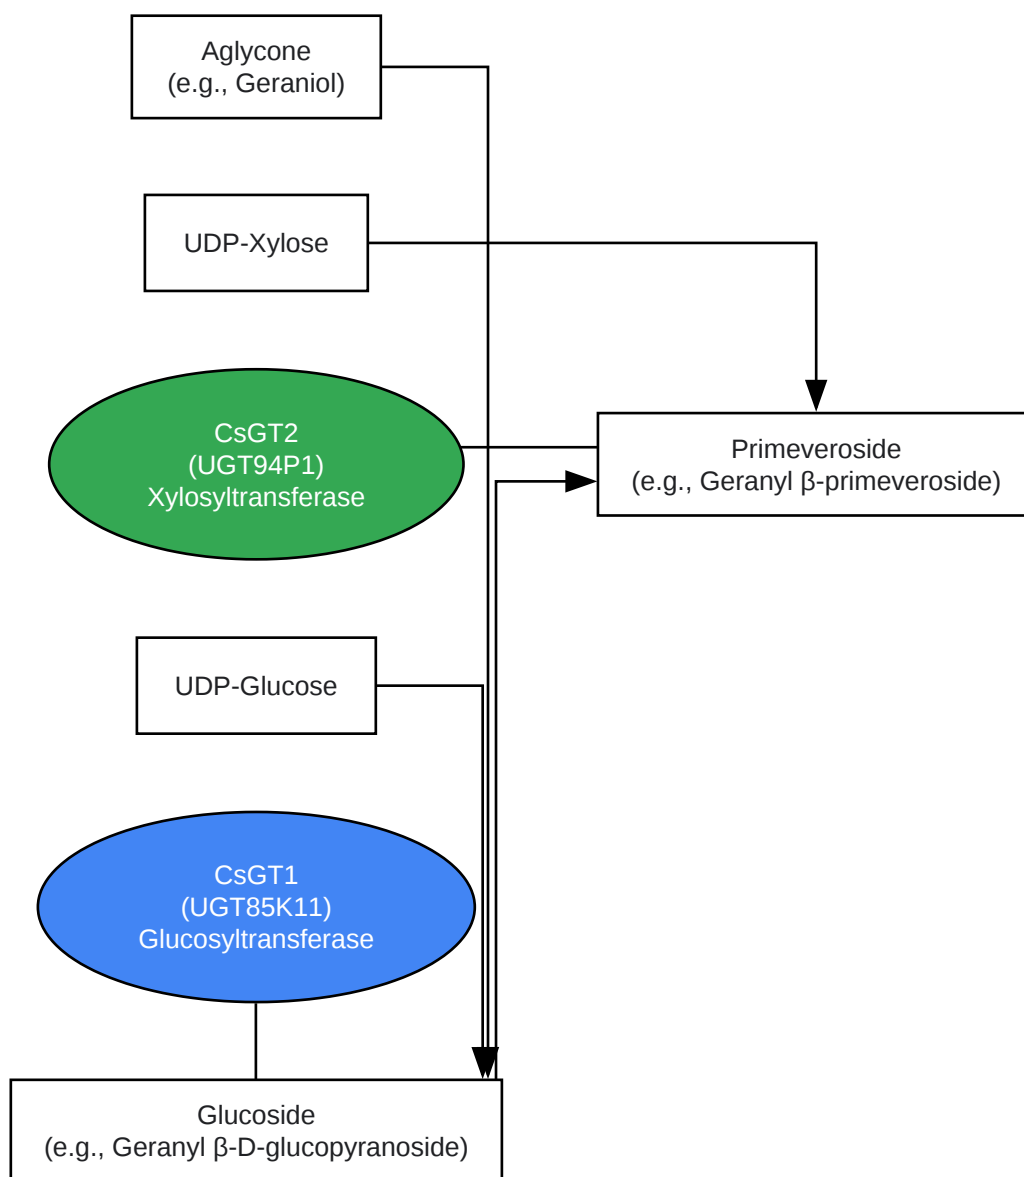 Aglycone
(e.g., Geraniol)
UDP-Xylose
CsGT2
(UGT94P1)
Xylosyltransferase
Primeveroside
(e.g., Geranyl β-primeveroside)
UDP-Glucose
CsGT1
(UGT85K11)
Glucosyltransferase
Glucoside
(e.g., Geranyl β-D-glucopyranoside)